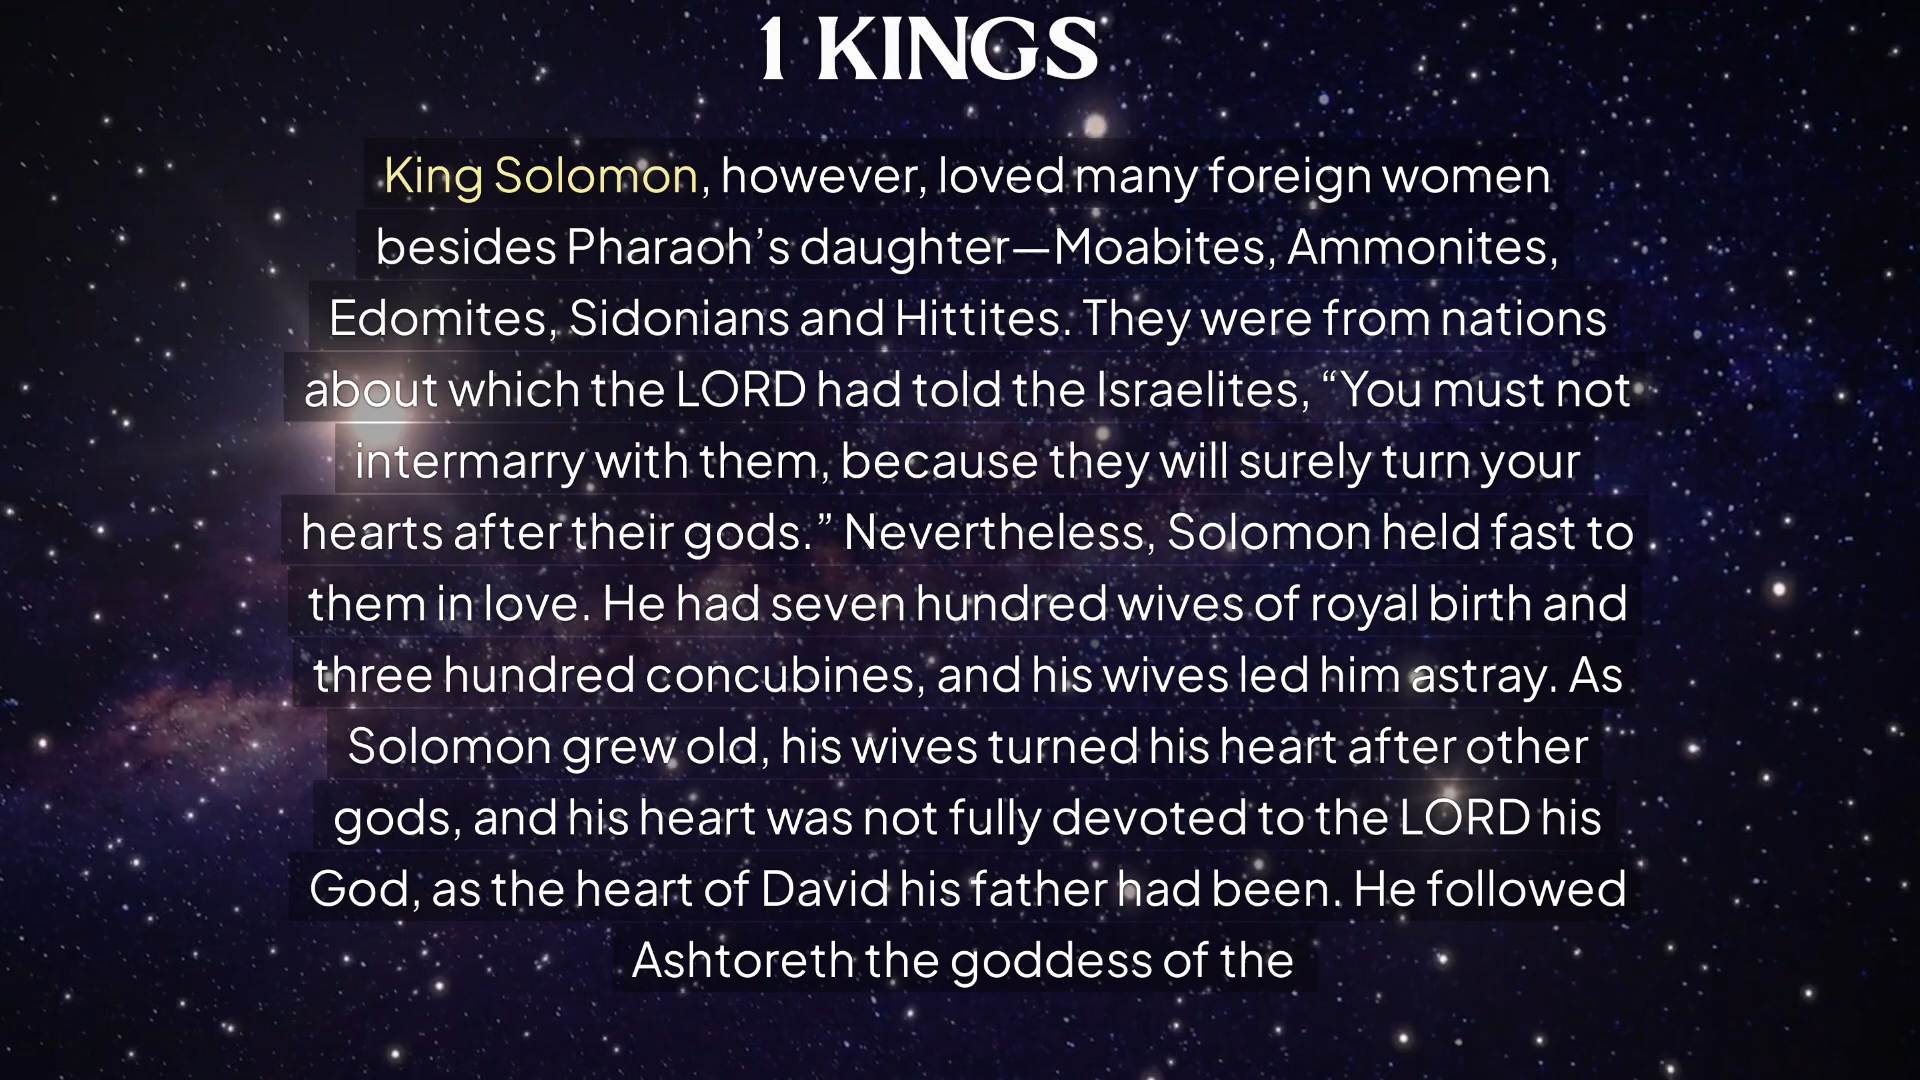 1 KINGS
King Solomon, however, loved many foreign women
besides Pharaoh’s daughter—Moabites, Ammonites,
Edomites, Sidonians and Hittites. They were from nations
about which the LORD had told the Israelites, “You must not
intermarry with them, because they will surely turn your
hearts after their gods.” Nevertheless, Solomon held fast to
them in love. He had seven hundred wives of royal birth and
three hundred concubines, and his wives led him astray. As
Solomon grew old, his wives turned his heart after other
gods, and his heart was not fully devoted to the LORD his
God, as the heart of David his father had been. He followed
Ashtoreth the goddess of the